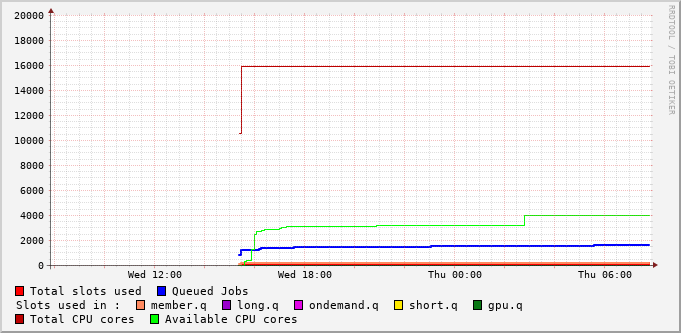 20000
18000
16000
14000
12000
10000
8000
6000
4000
2000
0
Wed 12:00 Wed 18:00 Thu 00:00 Thu 06:00
Total slots used Queued Jobs
Slots used in : member.q long.q ondemand.q short.q gpu.q
Total CPU cores Available CPU cores
RRDTOOL / TOBI OETIKER